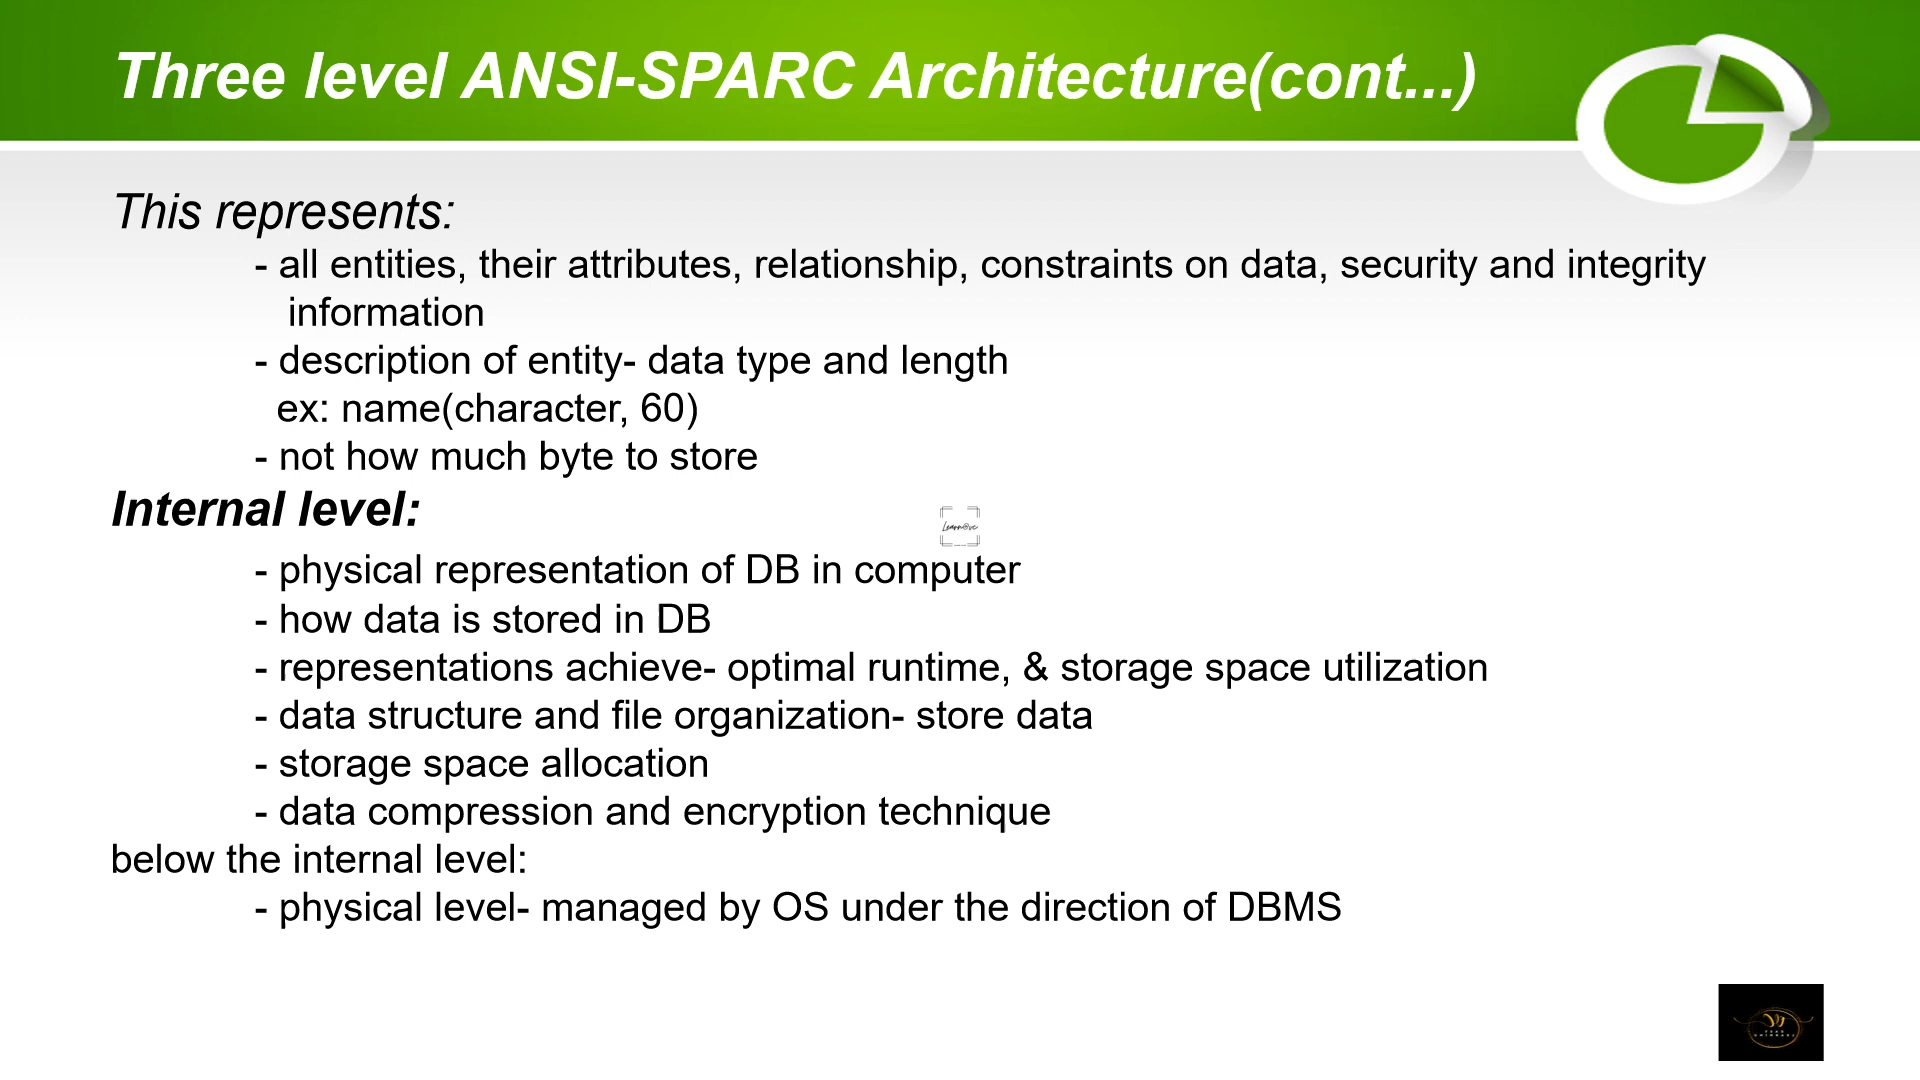 Three level ANSI-SPARC Architecture(cont...)
This represents:
- all entities, their attributes, relationship, constraints on data, security and integrity
information
- description of entity- data type and length
ex: name(character, 60)
- not how much byte to store
Internal level:
- physical representation of DB in computer
- how data is stored in DB
- representations achieve- optimal runtime, & storage space utilization
- data structure and file organization- store data
- storage space allocation
- data compression and encryption technique
below the internal level:
- physical level- managed by OS under the direction of DBMS